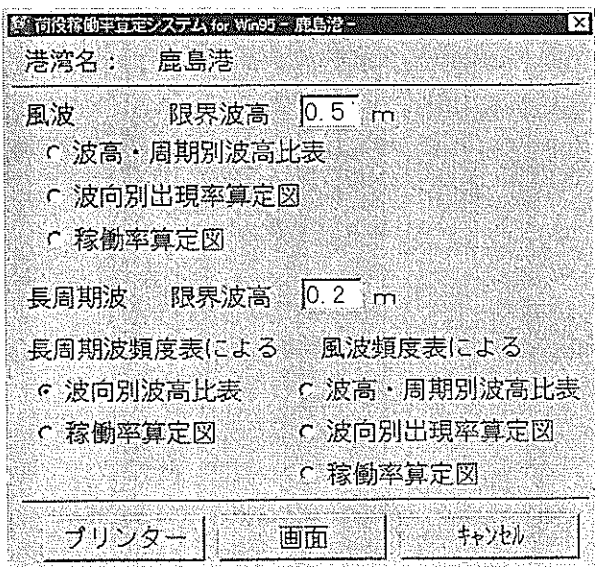 荷役稼働率算定システム for Win95 - 鹿島港 -
港湾名： 鹿島港
風波 限界波高 0.5 m
波高・周期別波高比表
波向別出現率算定図
稼働率算定図
長周期波 限界波高 0.2 m
長周期波頻度表による 風波頻度表による
波向別波高比表 波高・周期別波高比表
稼働率算定図 波向別出現率算定図
稼働率算定図
プリンター 画面 ｷｬﾝｾﾙ